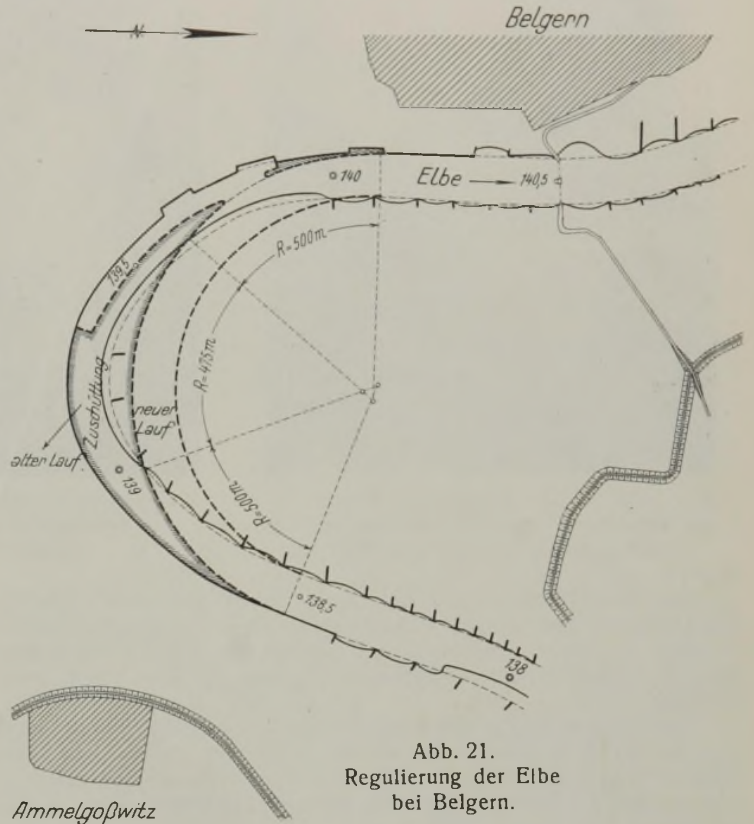 N.
Belgern
140
Elbe
140,5
R=500m
139,5
R=475m
Zuschüttung
neuer
Lauf
alter Lauf
139
R=500m
138,5
138
Abb. 21.
Regulierung der Elbe
bei Belgern.
Ammelgoßwitz